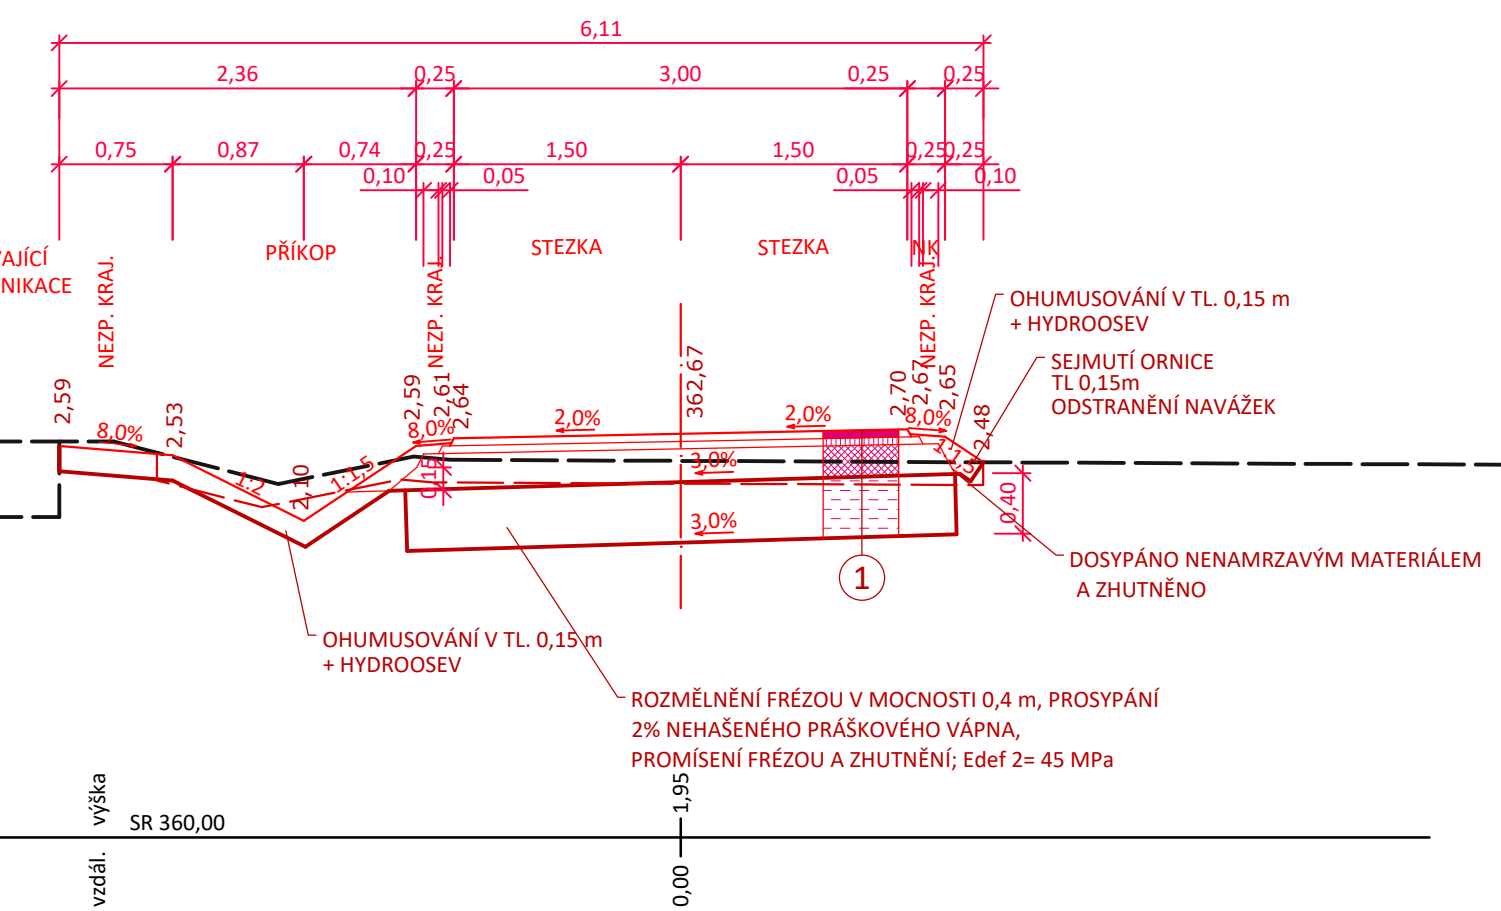 6,11
2,36
0,25
3,00
0,25
0,25
0,75
0,87
0,74
0,25
1,50
1,50
0,25
0,25
0,10
0,05
0,05
0,10
NIKACE
NEZP. KRAJ.
PŘÍKOP
NEZP. KRAJ.
STEZKA
STEZKA
NK
NEZP. KRAJ.
OHUMUSOVÁNÍ V TL. 0,15 m
+ HYDROOSEV
SEJMUTÍ ORNICE
TL 0,15m
ODSTRANĚNÍ NAVÁŽEK
2,59
2,53
2,10
2,59
2,61
2,64
362,67
2,70
2,67
2,65
2,48
8,0%
8,0%
2,0%
2,0%
8,0%
1:2
1:1,5
0,15
3,0%
1:1,5
3,0%
0,40
1
DOSYPÁNO NENAMRZAVÝM MATERIÁLEM
A ZHUTNĚNO
OHUMUSOVÁNÍ V TL. 0,15 m
+ HYDROOSEV
ROZMĚLNĚNÍ FRÉZOU V MOCNOSTI 0,4 m, PROSYPÁNÍ
2% NEHAŠENÉHO PRÁŠKOVÉHO VÁPNA,
PROMÍSENÍ FRÉZOU A ZHUTNĚNÍ; Edef 2= 45 MPa
výška
SR 360,00
1,95
vzdál.
0,00